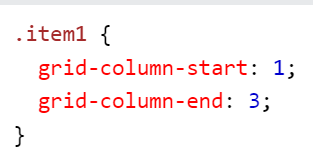 .item1 {
  grid-column-start: 1;
  grid-column-end: 3;
}